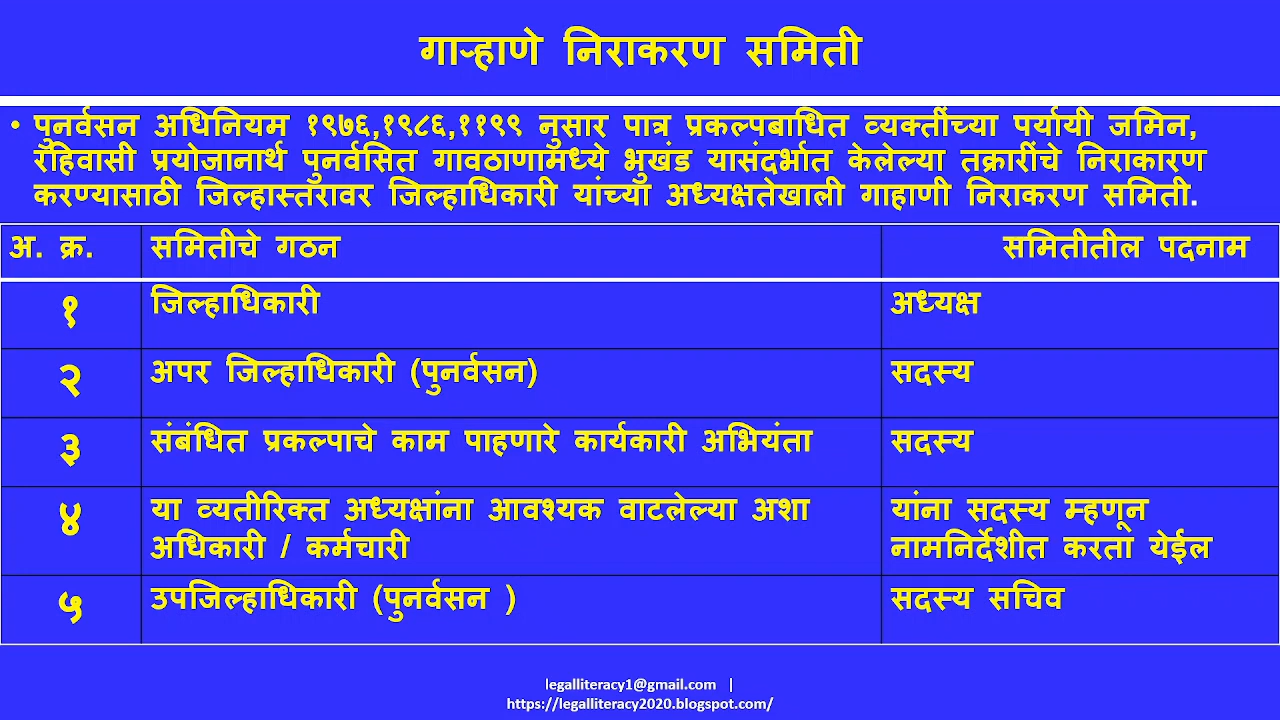 गाऱ्हाणे निराकरण समिती
• पुनर्वसन अधिनियम १९७६,१९८६,११९९ नुसार पात्र प्रकल्पबाधित व्यक्तींच्या पर्यायी जमिन,
रहिवासी प्रयोजानार्थ पुनर्वसित गावठाणामध्ये भुखंड यासंदर्भात केलेल्या तक्रारींचे निराकारण
करण्यासाठी जिल्हास्तरावर जिल्हाधिकारी यांच्या अध्यक्षतेखाली गाहाणी निराकरण समिती.
अ. क्र. समितीचे गठन समितीतील पदनाम
१ जिल्हाधिकारी अध्यक्ष
२ अपर जिल्हाधिकारी (पुनर्वसन) सदस्य
३ संबंधित प्रकल्पाचे काम पाहणारे कार्यकारी अभियंता सदस्य
४ या व्यतीरिक्त अध्यक्षांना आवश्यक वाटलेल्या अशा यांना सदस्य म्हणून
अधिकारी / कर्मचारी नामनिर्देशीत करता येईल
५ उपजिल्हाधिकारी (पुनर्वसन ) सदस्य सचिव
legalliteracy1@gmail.com |
https://legalliteracy2020.blogspot.com/